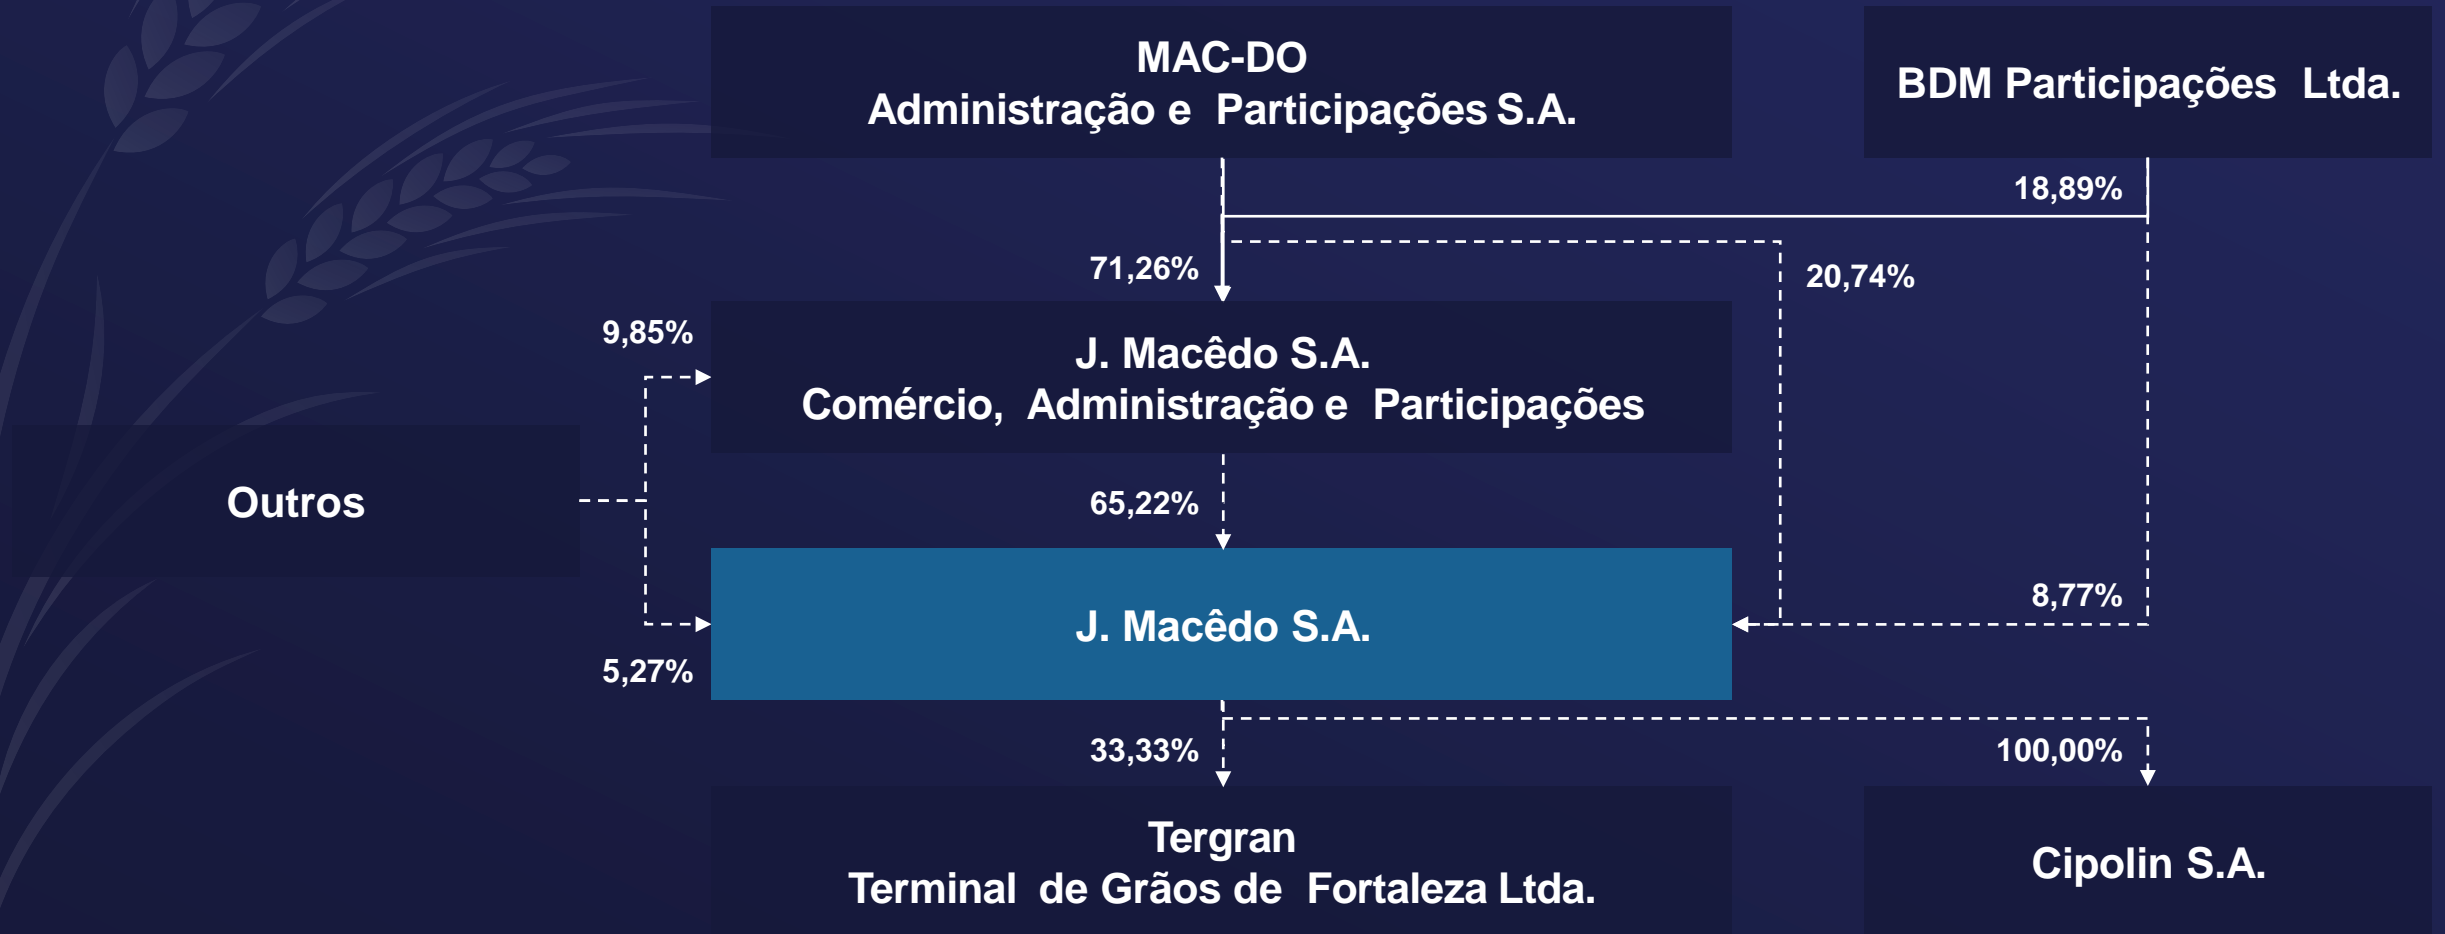 MAC-DO
Administração e Participações S.A.
BDM Participações Ltda.
18,89%
71,26%
20,74%
9,85%
J. Macêdo S.A.
Comércio, Administração e Participações
Outros
65,22%
8,77%
J. Macêdo S.A.
5,27%
33,33%
100,00%
Tergran
Terminal de Grãos de Fortaleza Ltda.
Cipolin S.A.